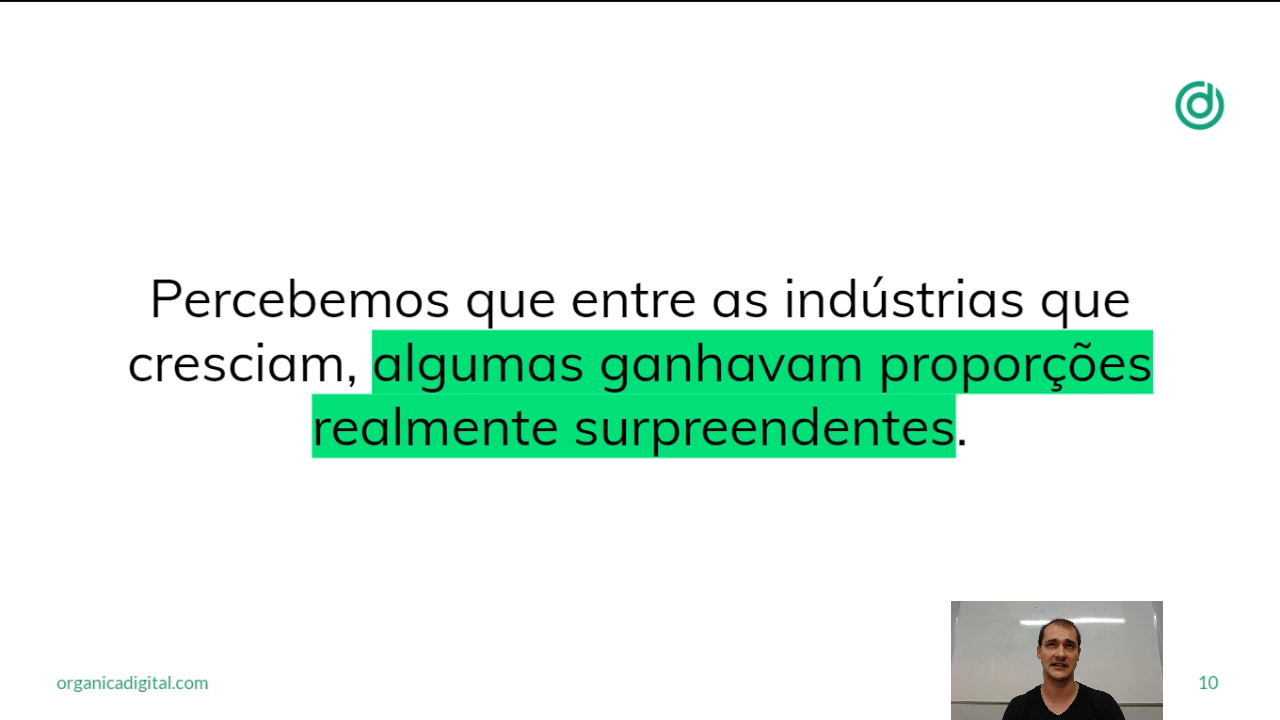 Percebemos que entre as indústrias que
cresciam, algumas ganhavam proporções
realmente surpreendentes.
organicadigital.com
10